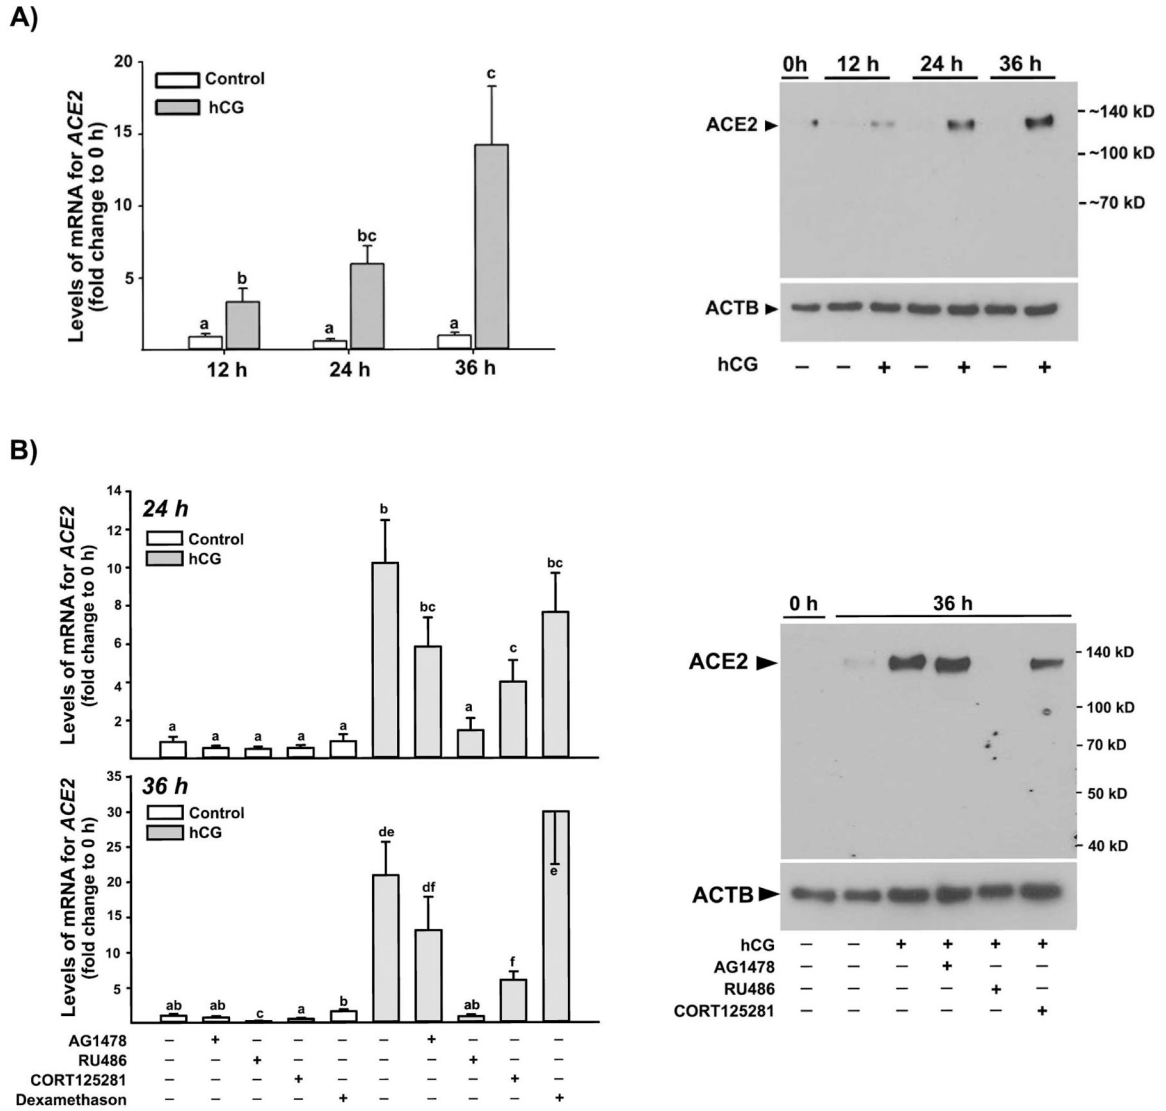 A)
Levels of mRNA for ACE2
(fold change to 0 h)
20
15
10
5
Control
hCG
a
b
a
bc
a
c
12 h
24 h
36 h
0h
12 h
24 h
36 h
ACE2
~140 kD
~100 kD
~70 kD
ACTB
hCG
– – + – + – +
B)
Levels of mRNA for ACE2
(fold change to 0 h)
14
12
10
8
6
4
2
24 h
Control
hCG
a a a a a b bc a c bc
Levels of mRNA for ACE2
(fold change to 0 h)
35
30
25
20
15
10
5
36 h
Control
hCG
ab ab c a b de df ab f e
AG1478 – + – – – – + – – –
RU486 – – + – – – – + – –
CORT125281 – – – + – – – – + –
Dexamethason – – – – + – – – – +
0 h
36 h
ACE2
140 kD
100 kD
70 kD
50 kD
40 kD
ACTB
hCG – – + + + +
AG1478 – – – + – –
RU486 – – – – + –
CORT125281 – – – – – +